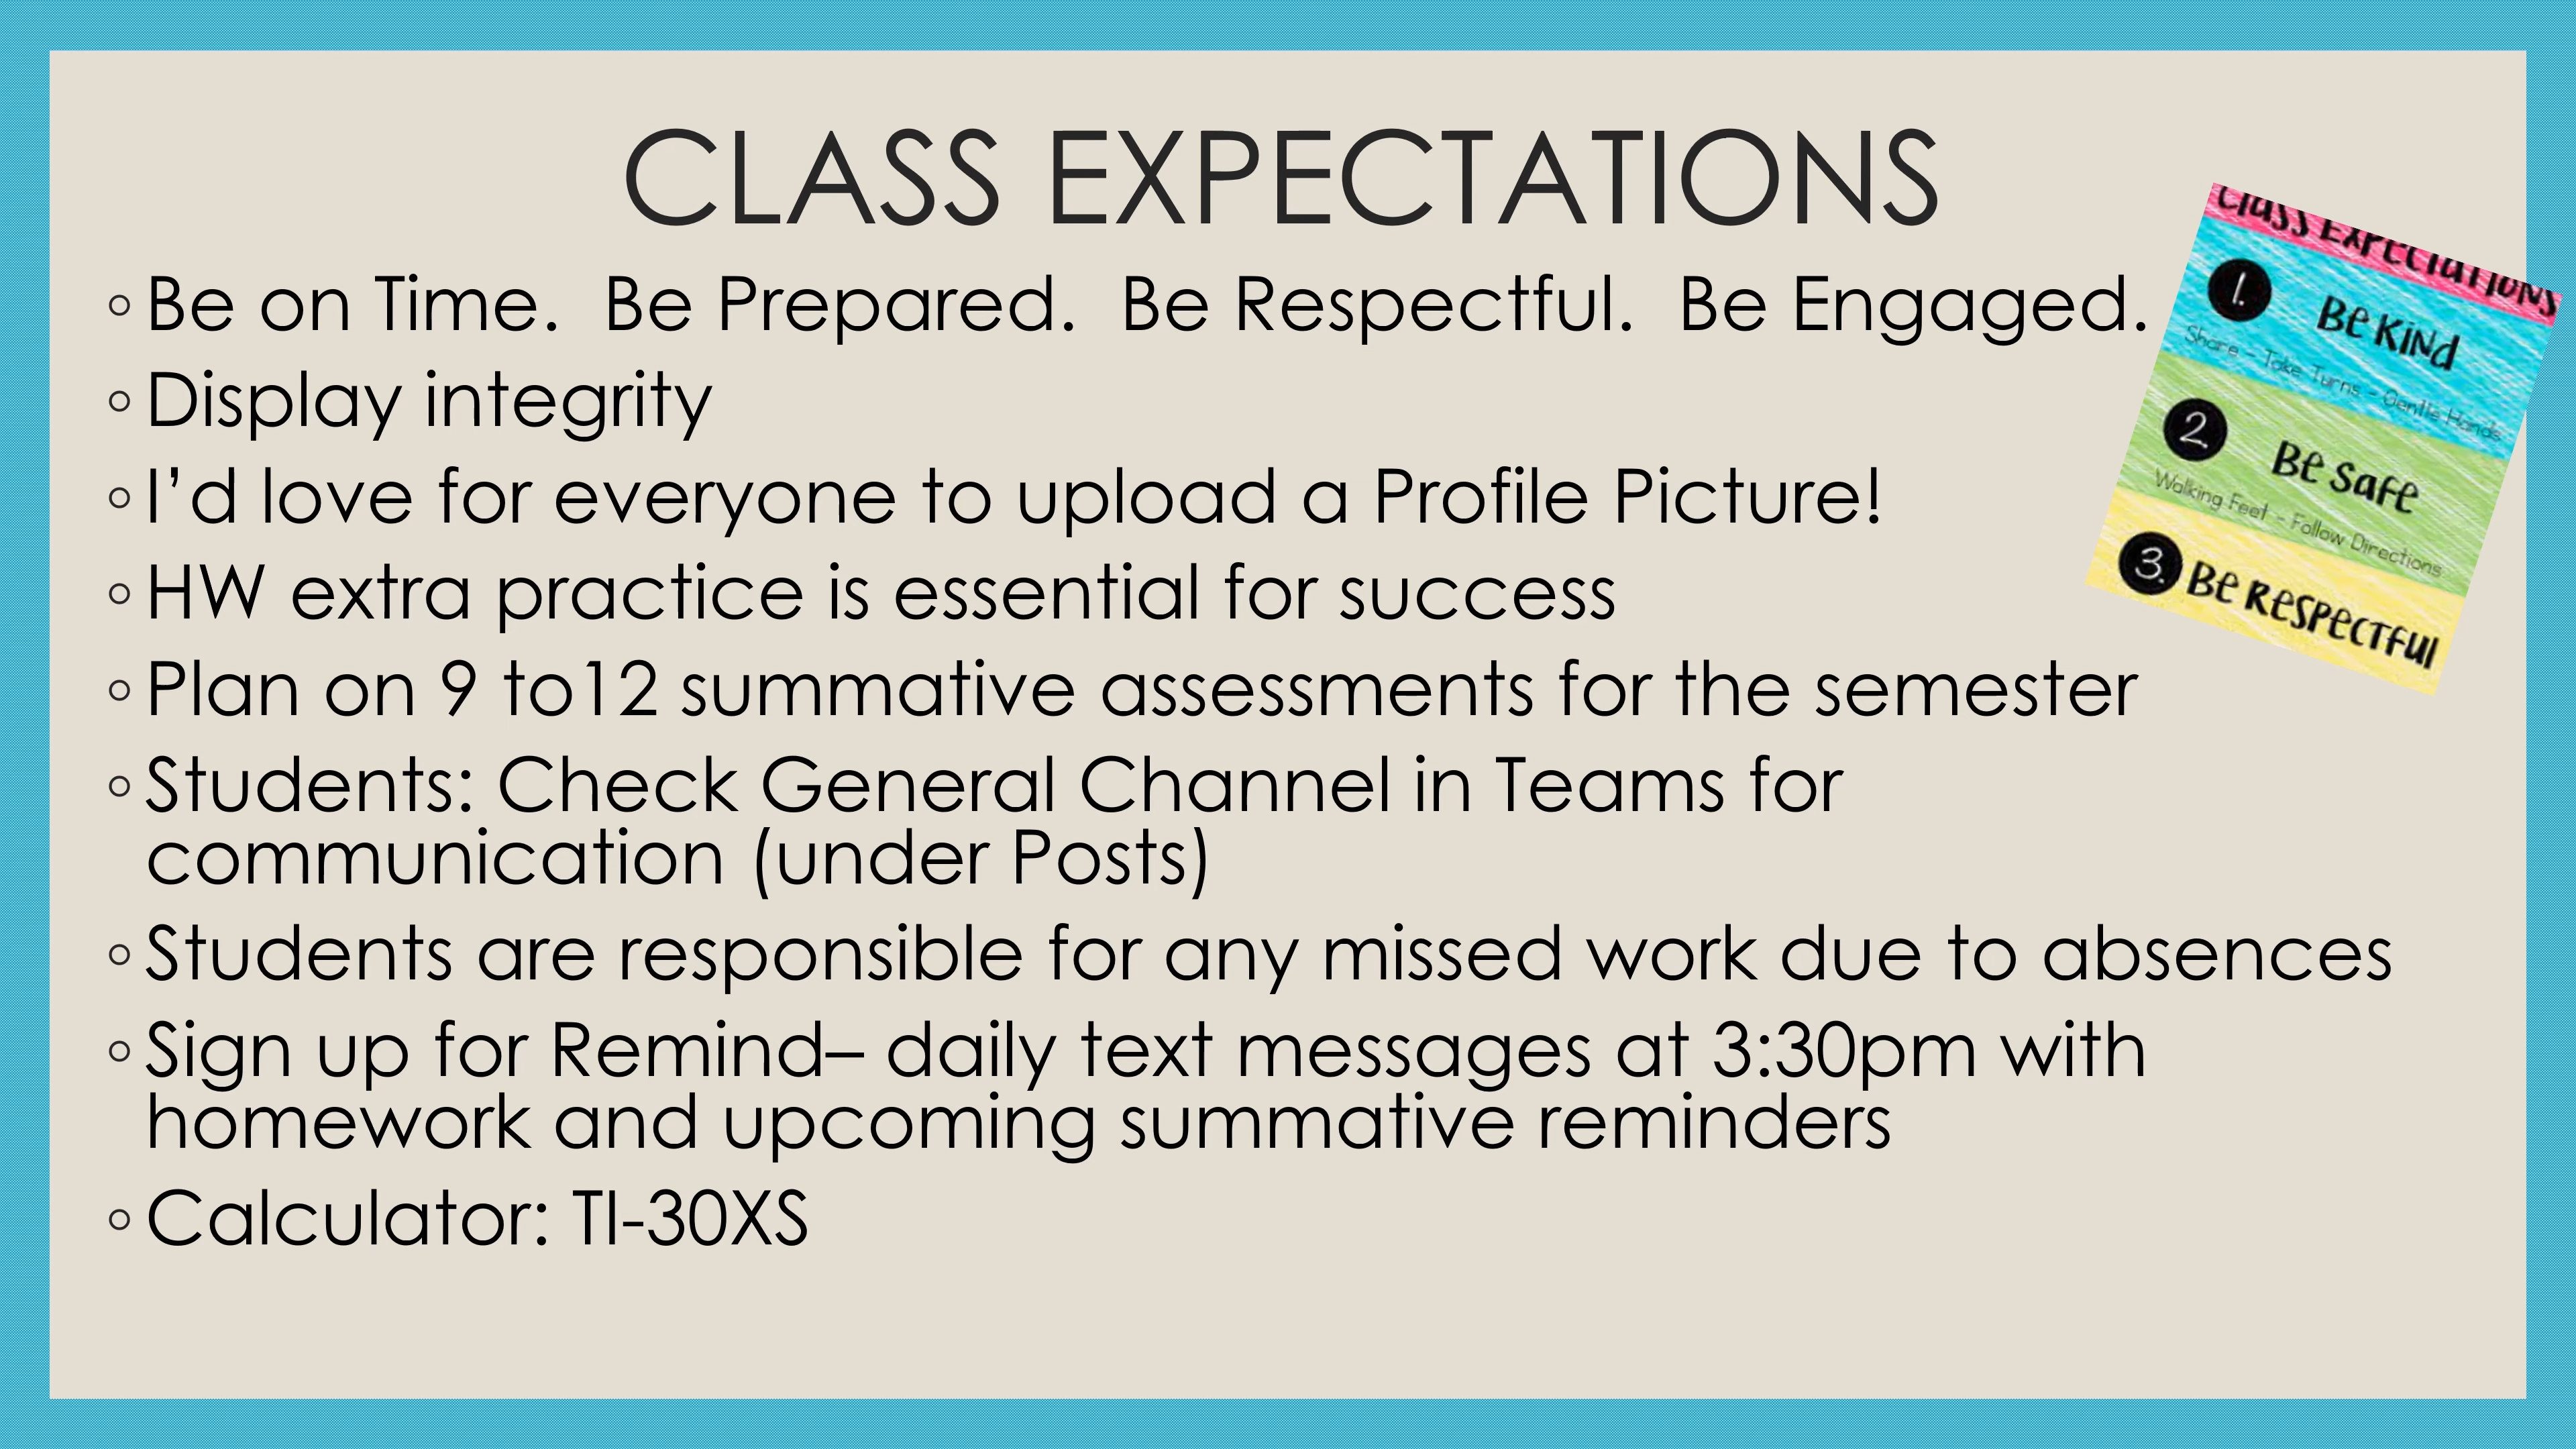 CLASS EXPECTATIONS
◦ Be on Time.  Be Prepared.  Be Respectful.  Be Engaged.
◦ Display integrity
◦ I’d love for everyone to upload a Profile Picture!
◦ HW extra practice is essential for success
◦ Plan on 9 to12 summative assessments for the semester
◦ Students: Check General Channel in Teams for
communication (under Posts)
◦ Students are responsible for any missed work due to absences
◦ Sign up for Remind– daily text messages at 3:30pm with
homework and upcoming summative reminders
◦ Calculator: TI-30XS
Class Expectations
1. Be Kind
Share - Take Turns - Gentle Hands
2. Be Safe
Walking Feet - Follow Directions
3. Be Respectful